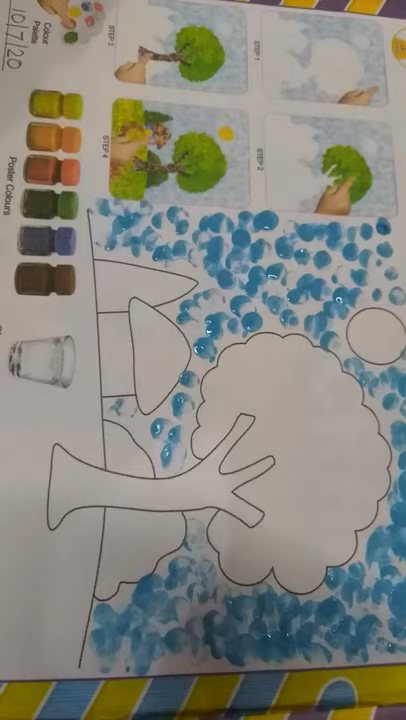 10/7/20
Colour
Palette
Poster Colours
STEP 1
STEP 2
STEP 3
STEP 4